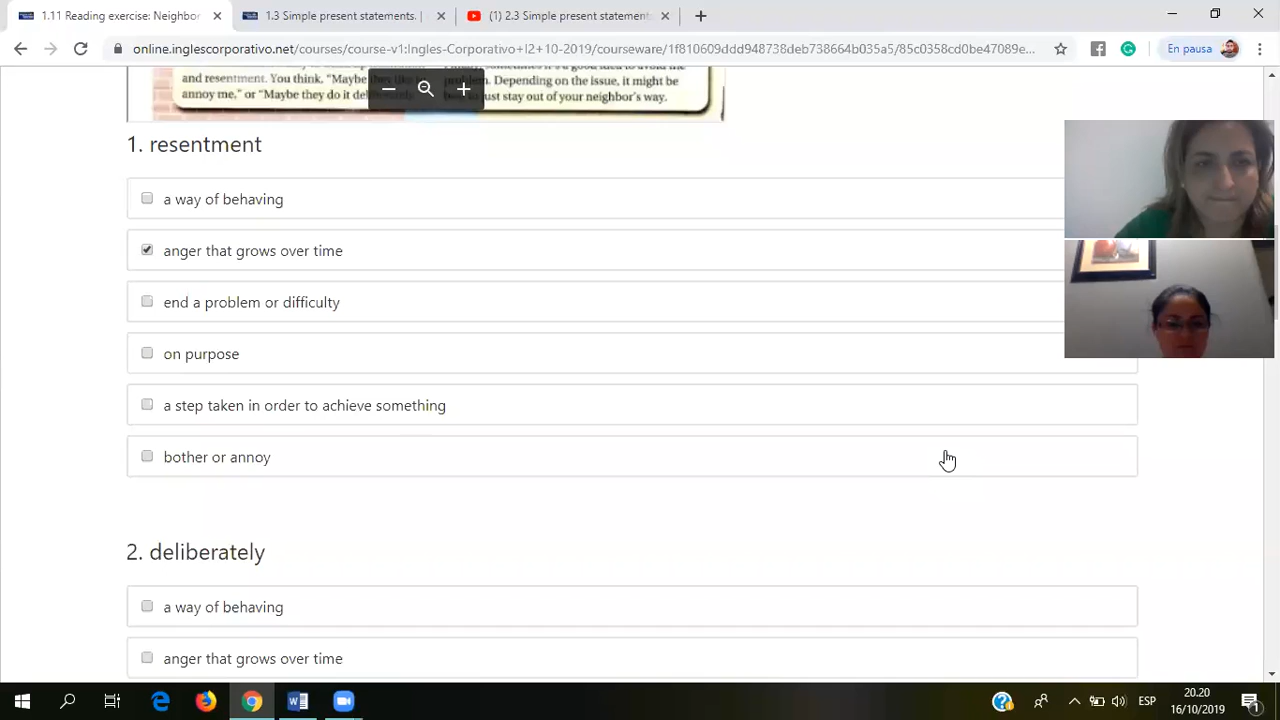 1.11 Reading exercise: Neighbo
1.3 Simple present statements. |
(1) 2.3 Simple present statement
online.inglescorporativo.net/courses/course-v1:Ingles-Corporativo+I2+10-2019/courseware/1f810609ddd948738deb738664b035a5/85c0358cd0be47089e...
En pausa
and resentment. You think, "Maybe they
annoy me," or "Maybe they do it
problem. Depending on the issue, it might be
just stay out of your neighbor's way.
1. resentment
a way of behaving
anger that grows over time
end a problem or difficulty
on purpose
a step taken in order to achieve something
bother or annoy
2. deliberately
a way of behaving
anger that grows over time
ESP
20.20
16/10/2019